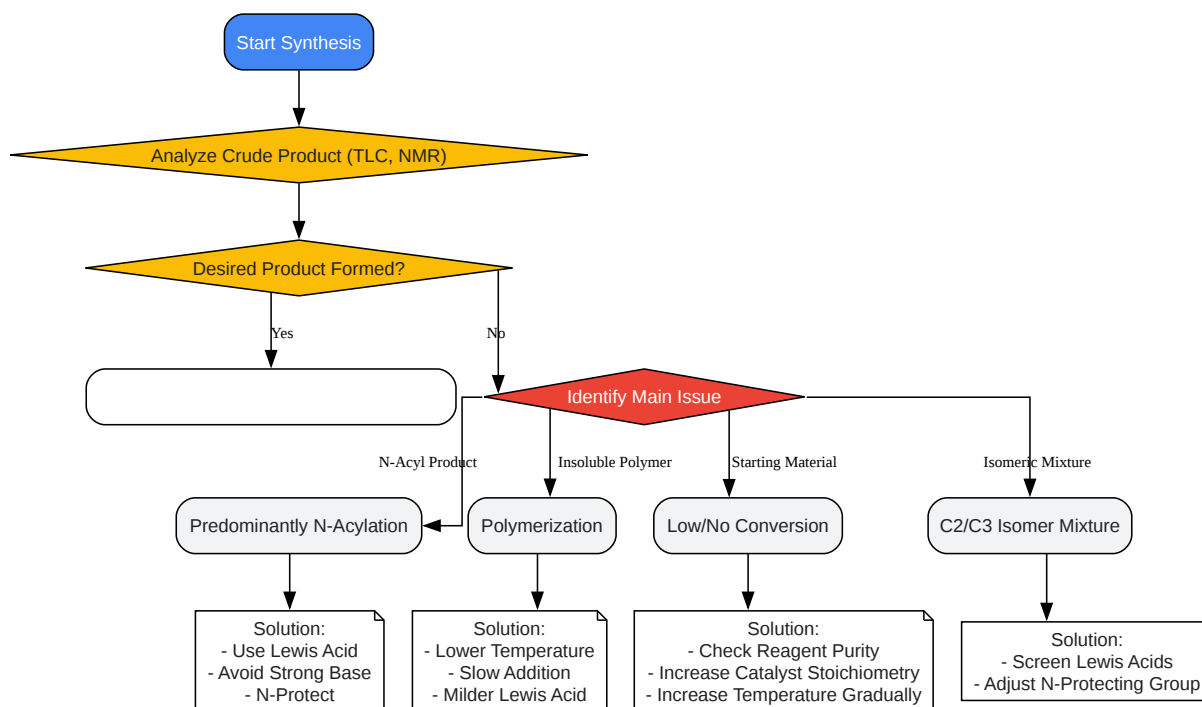 Start Synthesis
Analyze Crude Product (TLC, NMR)
Desired Product Formed?
Yes
No
Identify Main Issue
N-Acyl Product
Insoluble Polymer
Starting Material
Isomeric Mixture
Predominantly N-Acylation
Polymerization
Low/No Conversion
C2/C3 Isomer Mixture
Solution:
- Use Lewis Acid
- Avoid Strong Base
- N-Protect
Solution:
- Lower Temperature
- Slow Addition
- Milder Lewis Acid
Solution:
- Check Reagent Purity
- Increase Catalyst Stoichiometry
- Increase Temperature Gradually
Solution:
- Screen Lewis Acids
- Adjust N-Protecting Group